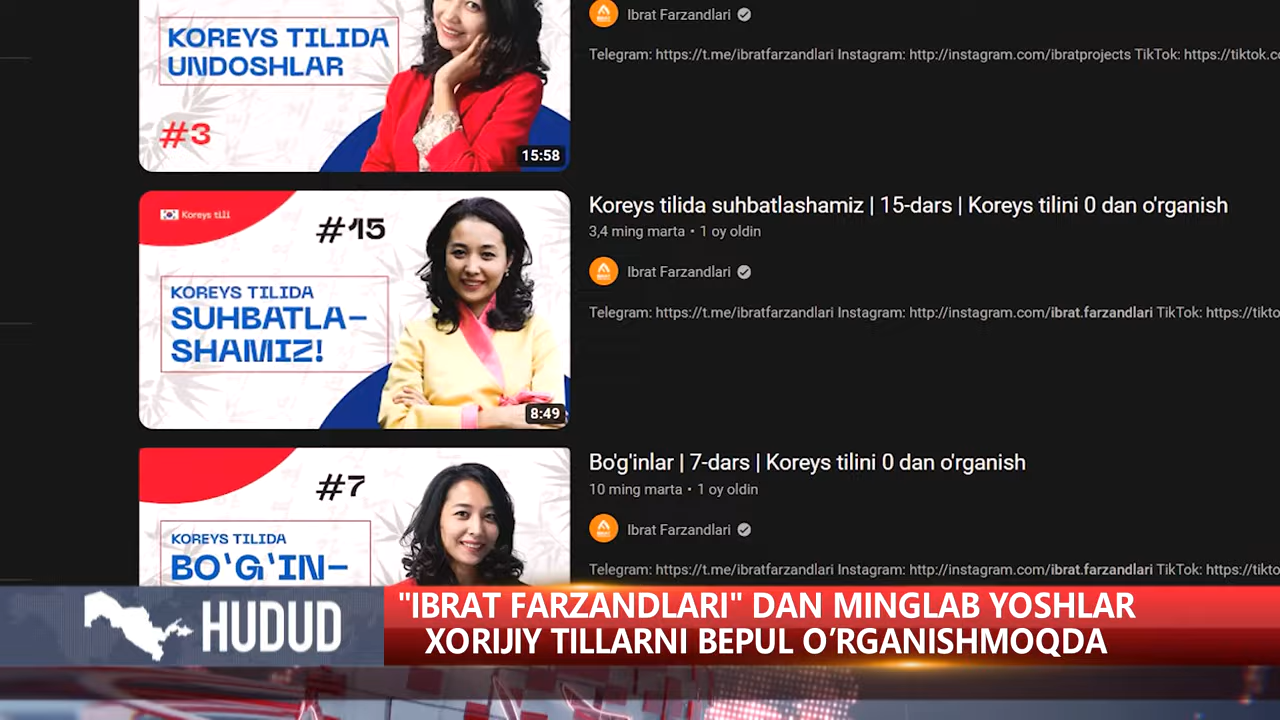 KOREYS TILIDA
UNDOSHLAR
#3
15:58
Ibrat Farzandlari
Telegram: https://t.me/ibratfarzandlari Instagram: http://instagram.com/ibratprojects TikTok: https://tiktok.c
Koreys tili
#15
KOREYS TILIDA
SUHBATLA–
SHAMIZ!
8:49
Koreys tilida suhbatlashamiz | 15-dars | Koreys tilini 0 dan o'rganish
3,4 ming marta • 1 oy oldin
Ibrat Farzandlari
Telegram: https://t.me/ibratfarzandlari Instagram: http://instagram.com/ibrat.farzandlari TikTok: https://tikto
#7
KOREYS TILIDA
BO'G'IN–
Bo'g'inlar | 7-dars | Koreys tilini 0 dan o'rganish
10 ming marta • 1 oy oldin
Ibrat Farzandlari
Telegram: https://t.me/ibratfarzandlari Instagram: http://instagram.com/ibrat.farzandlari TikTok: https://tikto
HUDUD
"IBRAT FARZANDLARI" DAN MINGLAB YOSHLAR
XORIJIY TILLARNI BEPUL O’RGANISHMOQDA